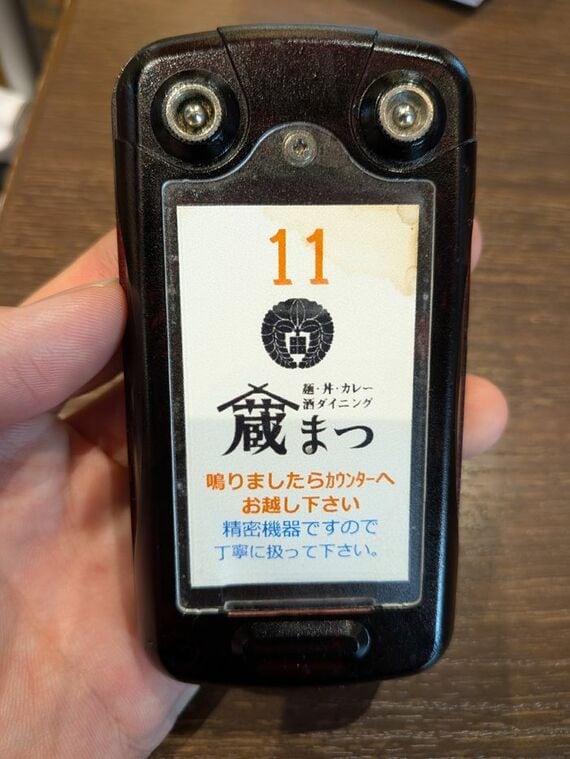 11
麺・丼・カレー
酒ダイニング
蔵まつ
鳴りましたらｶｳﾝﾀｰへ
お越し下さい
精密機器ですので
丁寧に扱って下さい。